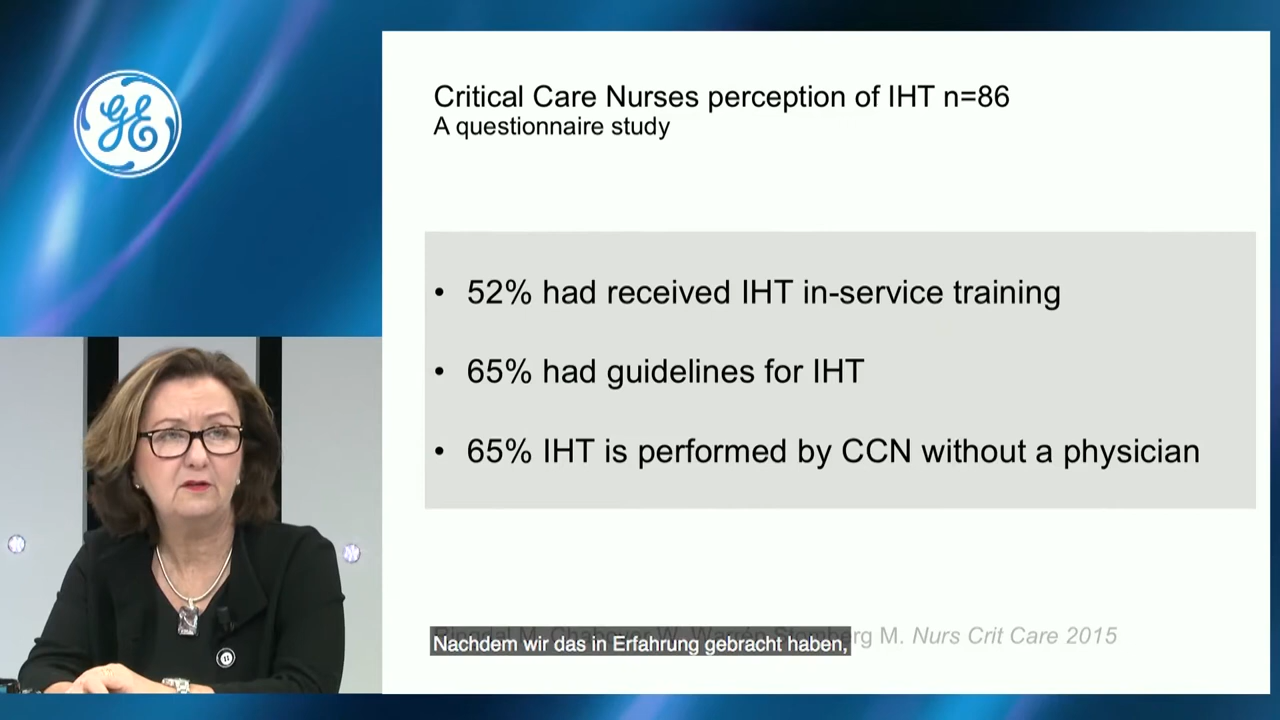 GE
Critical Care Nurses perception of IHT n=86
A questionnaire study
• 52% had received IHT in-service training
• 65% had guidelines for IHT
• 65% IHT is performed by CCN without a physician
M. Nurs Crit Care 2015
Nachdem wir das in Erfahrung gebracht haben,